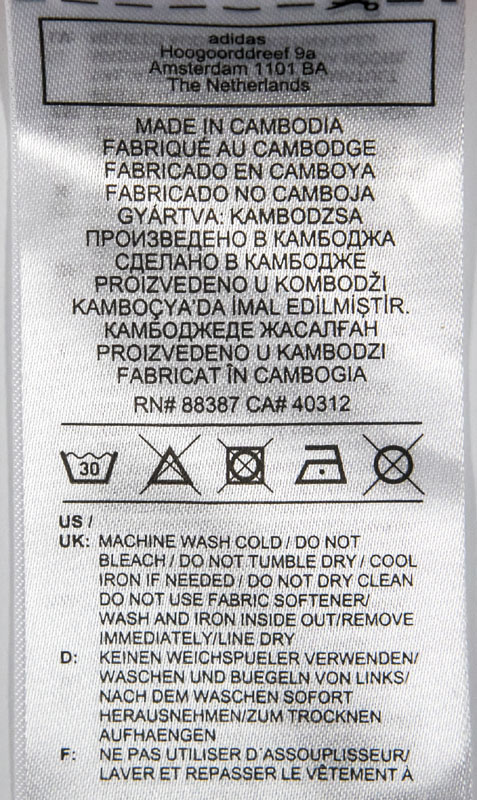 adidas
Hoogoorddreef 9a
Amsterdam 1101 BA
The Netherlands
MADE IN CAMBODIA
FABRIQUÉ AU CAMBODGE
FABRICADO EN CAMBOYA
FABRICADO NO CAMBOJA
GYÁRTVA: KAMBODZSA
ПРОИЗВЕДЕНО В КАМБОДЖА
СДЕЛАНО В КАМБОДЖЕ
PROIZVEDENO U KOMBODŽI
KAMBOÇYA'DA İMAL EDİLMİŞTİR.
КАМБОДЖЕДЕ ЖАСАЛҒАН
PROIZVEDENO U KAMBODZI
FABRICAT ÎN CAMBOGIA
RN# 88387 CA# 40312
30
US /
UK: MACHINE WASH COLD / DO NOT
BLEACH / DO NOT TUMBLE DRY / COOL
IRON IF NEEDED / DO NOT DRY CLEAN
DO NOT USE FABRIC SOFTENER/
WASH AND IRON INSIDE OUT/REMOVE
IMMEDIATELY/LINE DRY
D: KEINEN WEICHSPUELER VERWENDEN/
WASCHEN UND BUEGELN VON LINKS/
NACH DEM WASCHEN SOFORT
HERAUSNEHMEN/ZUM TROCKNEN
AUFHAENGEN
F: NE PAS UTILISER D'ASSOUPLISSEUR/
LAVER ET REPASSER LE VÊTEMENT À